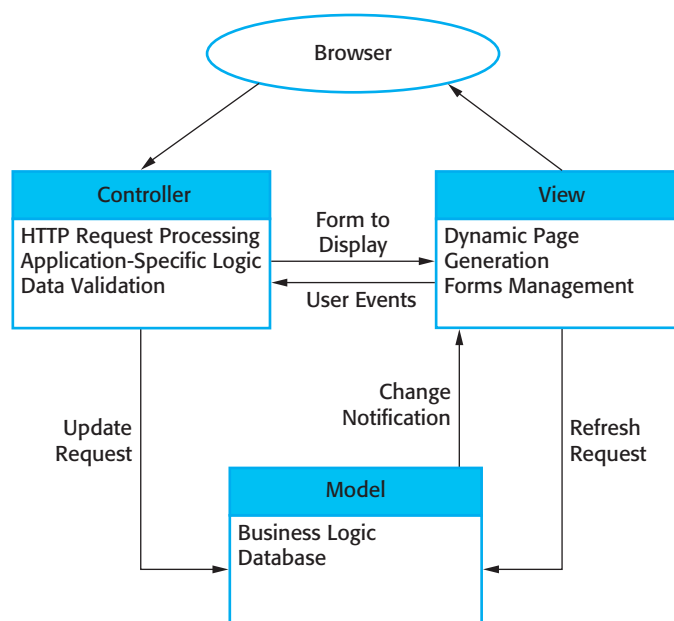 Browser
Controller
HTTP Request Processing
Application-Specific Logic
Data Validation
Form to
Display
User Events
View
Dynamic Page
Generation
Forms Management
Update
Request
Change
Notification
Refresh
Request
Model
Business Logic
Database